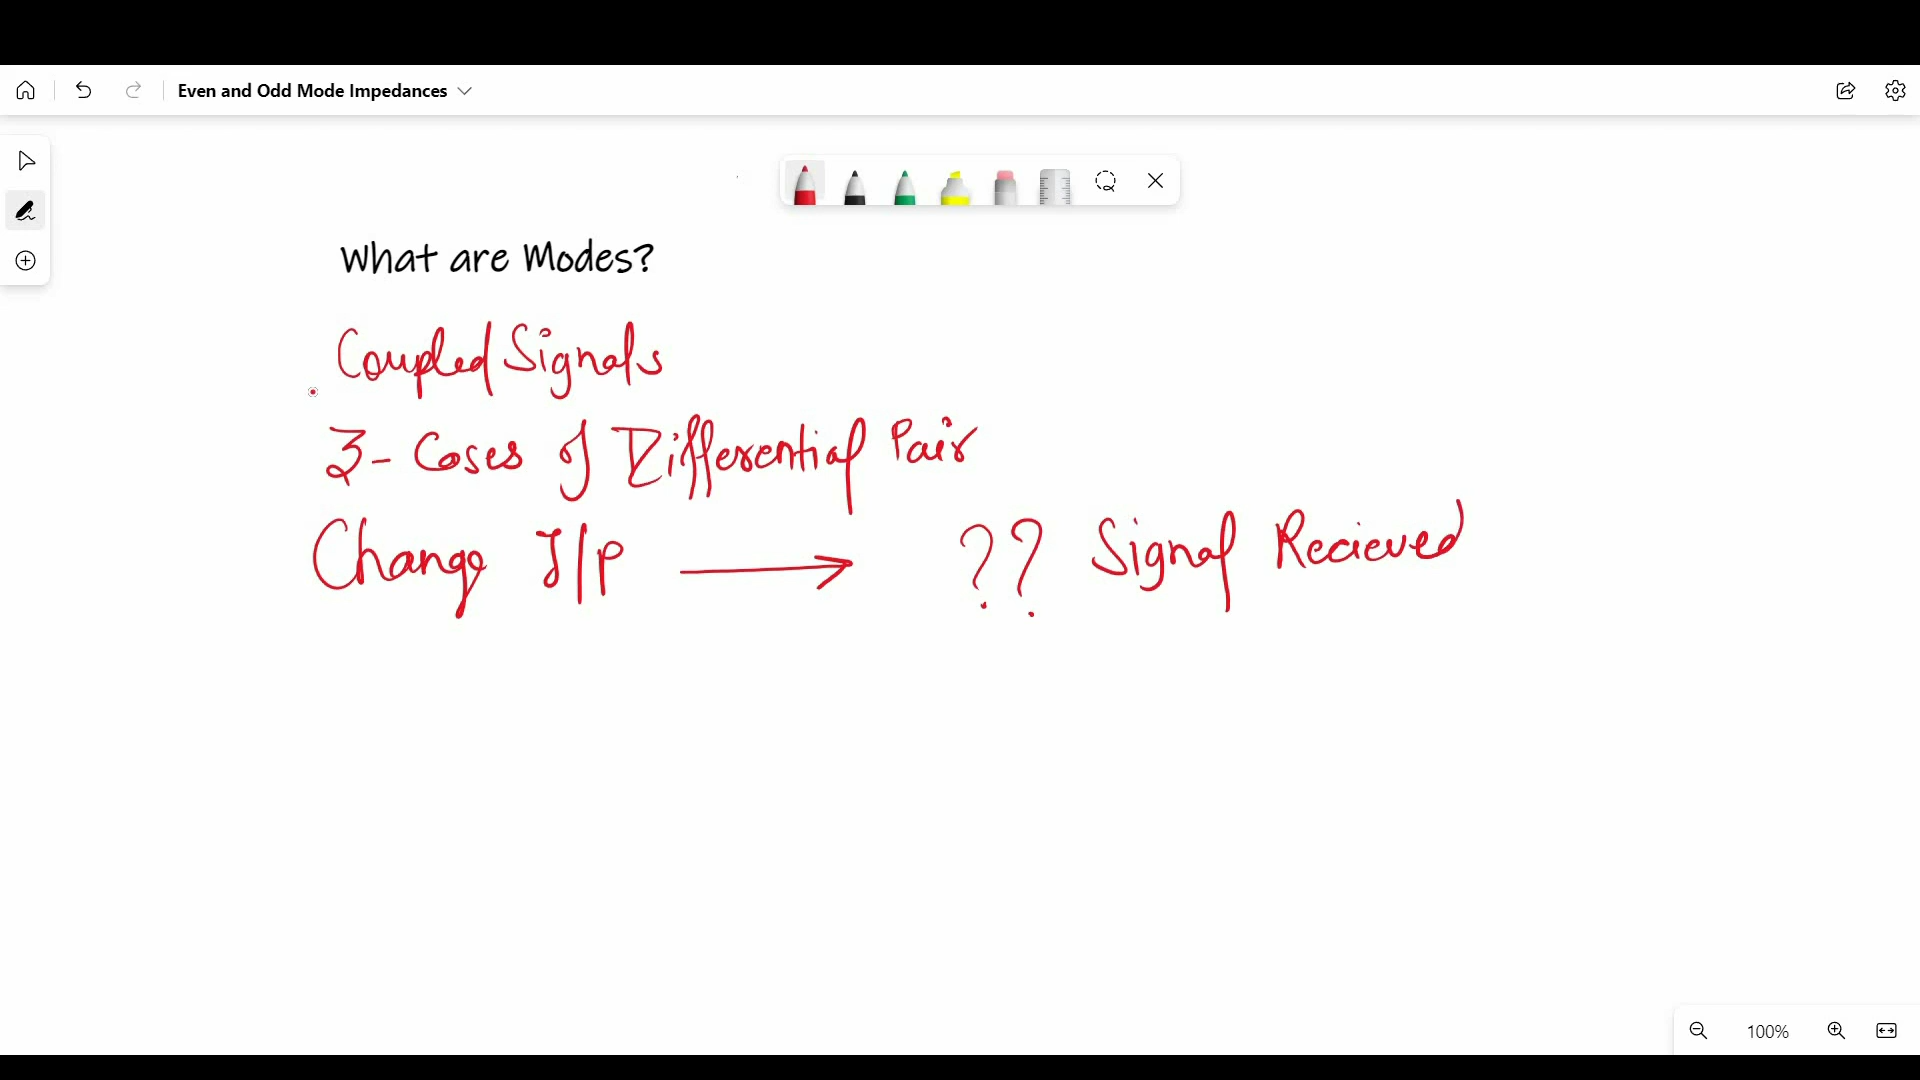 Even and Odd Mode Impedances
What are Modes?
Coupled Signals
3- Cases of Differential Pair
Change I/p → ?? Signal Recieved
100%